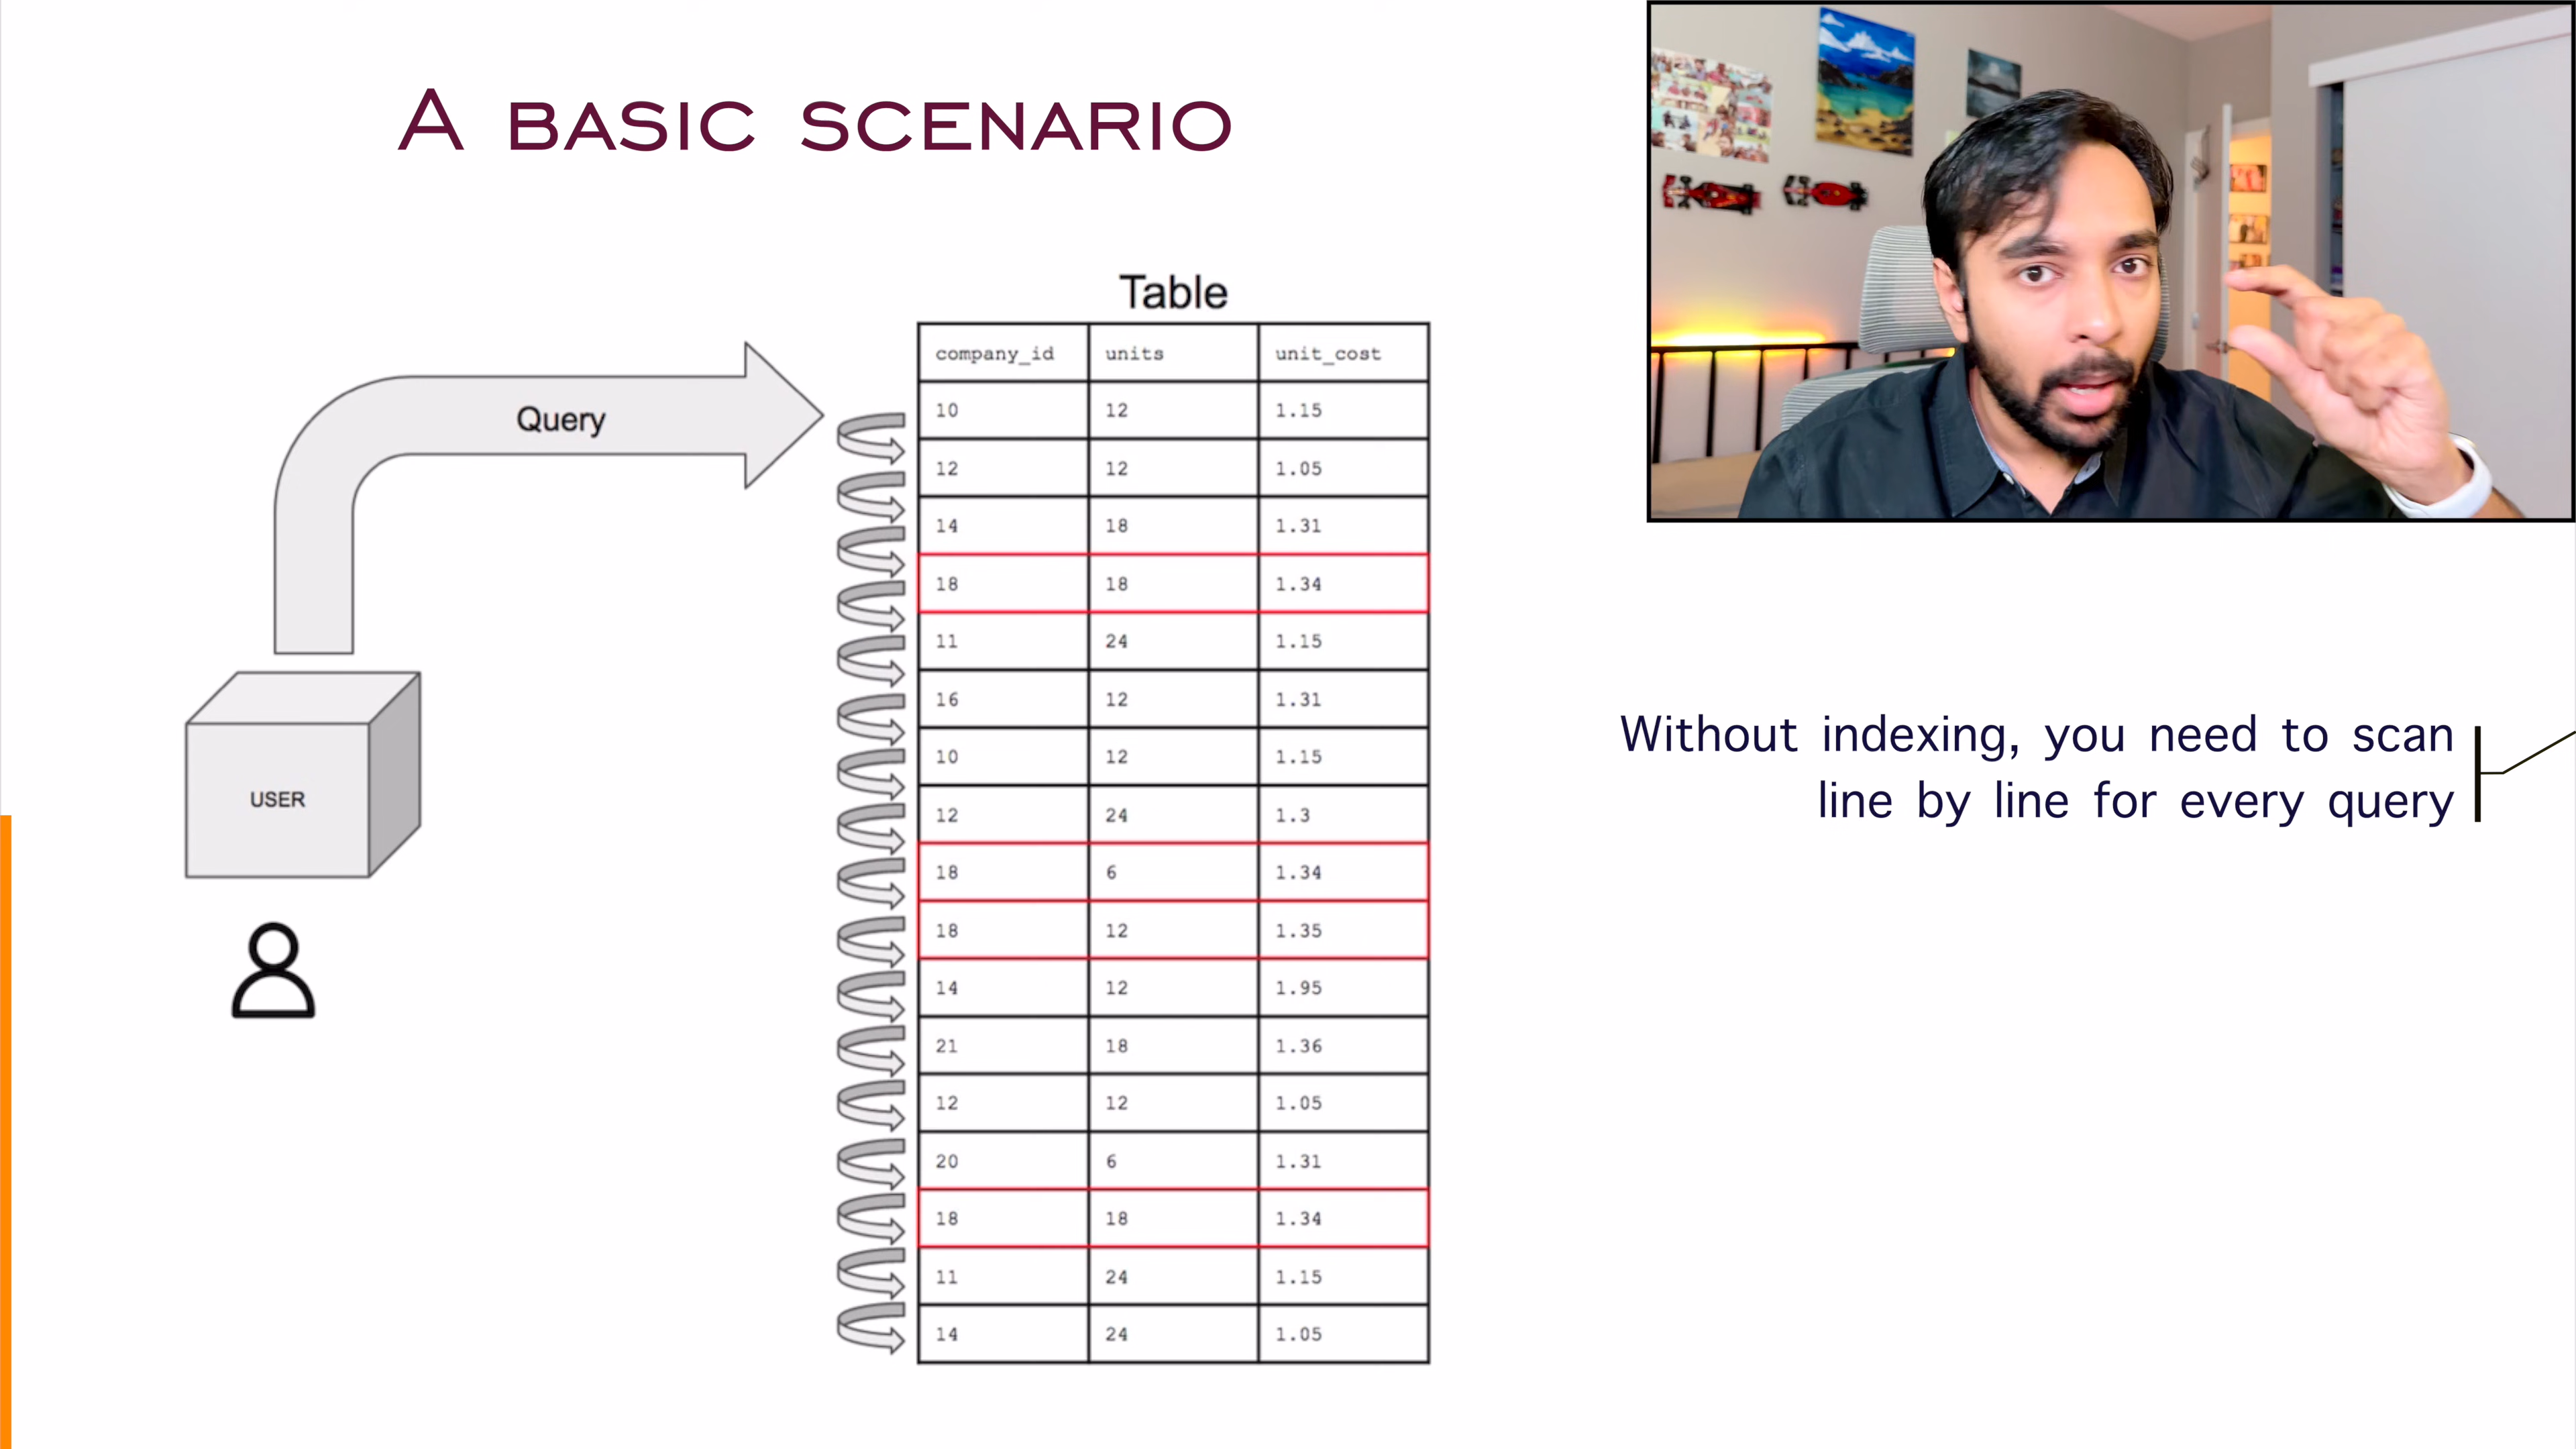 A BASIC SCENARIO
Table
Query
USER
company_id units unit_cost
10 12 1.15
12 12 1.05
14 18 1.31
18 18 1.34
11 24 1.15
16 12 1.31
10 12 1.15
12 24 1.3
18 6 1.34
18 12 1.35
14 12 1.95
21 18 1.36
12 12 1.05
20 6 1.31
18 18 1.34
11 24 1.15
14 24 1.05
Without indexing, you need to scan
line by line for every query